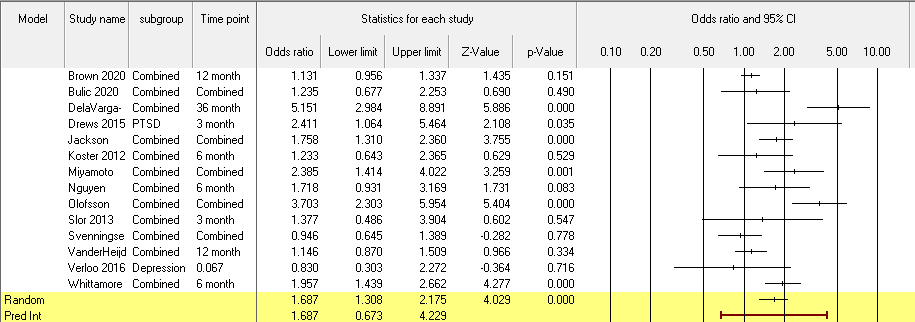 Model Study name subgroup Time point Statistics for each study Odds ratio and 95% CI
Odds ratio Lower limit Upper limit Z-Value p-Value 0.10 0.20 0.50 1.00 2.00 5.00 10.00
Brown 2020 Combined 12 month 1.131 0.956 1.337 1.435 0.151
Bulic 2020 Combined Combined 1.235 0.677 2.253 0.690 0.490
DelaVarga- Combined 36 month 5.151 2.984 8.891 5.886 0.000
Drews 2015 PTSD 3 month 2.411 1.064 5.464 2.108 0.035
Jackson Combined Combined 1.758 1.310 2.360 3.755 0.000
Koster 2012 Combined 6 month 1.233 0.643 2.365 0.629 0.529
Miyamoto Combined Combined 2.385 1.414 4.022 3.259 0.001
Nguyen Combined 6 month 1.718 0.931 3.169 1.731 0.083
Olofsson Combined Combined 3.703 2.303 5.954 5.404 0.000
Slor 2013 Combined 3 month 1.377 0.486 3.904 0.602 0.547
Svenningse Combined Combined 0.946 0.645 1.389 -0.282 0.778
VanderHeijd Combined 12 month 1.146 0.870 1.509 0.966 0.334
Verloo 2016 Depression 0.067 0.830 0.303 2.272 -0.364 0.716
Whittamore Combined 6 month 1.957 1.439 2.662 4.277 0.000
Random 1.687 1.308 2.175 4.029 0.000
Pred Int 1.687 0.673 4.229